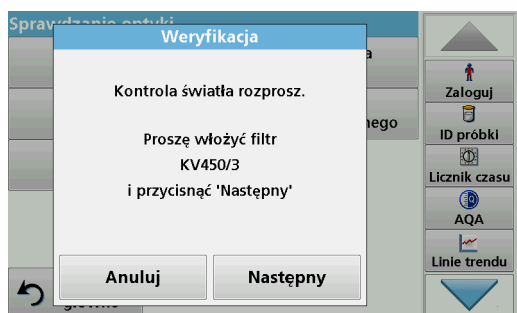 Weryfikacja
Kontrola światła rozprosz.
Proszę włożyć filtr
KV450/3
i przycisnąć 'Następny'
Anuluj
Następny
Zaloguj
ID próbki
Licznik czasu
AQA
Linie trendu